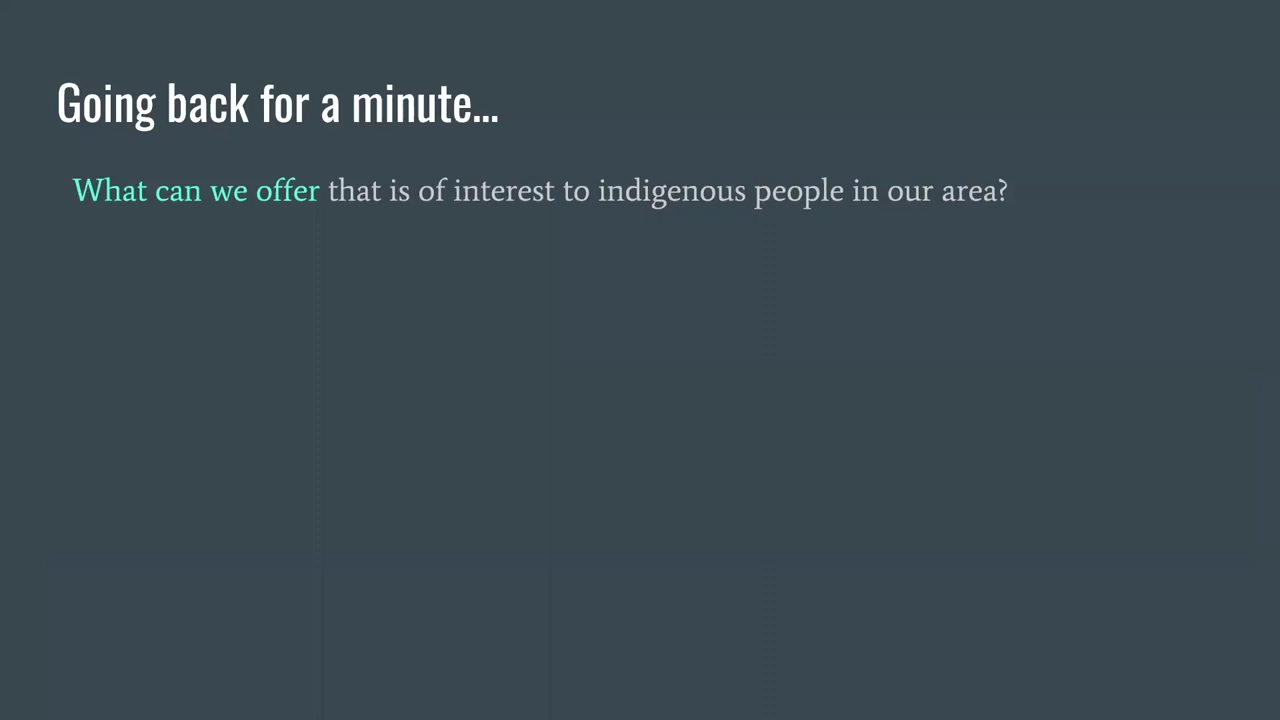 Going back for a minute...
What can we offer that is of interest to indigenous people in our area?